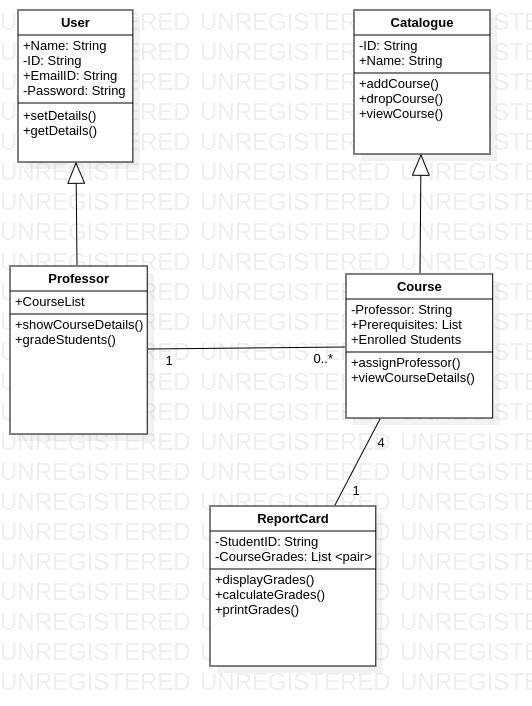 User
+Name: String
-ID: String
+EmailID: String
-Password: String
+setDetails()
+getDetails()
Catalogue
-ID: String
+Name: String
+addCourse()
+dropCourse()
+viewCourse()
Professor
+CourseList
+showCourseDetails()
+gradeStudents()
Course
-Professor: String
+Prerequisites: List
+Enrolled Students
+assignProfessor()
+viewCourseDetails()
1
0..*
4
1
ReportCard
-StudentID: String
-CourseGrades: List <pair>
+displayGrades()
+calculateGrades()
+printGrades()
UNREGISTERED